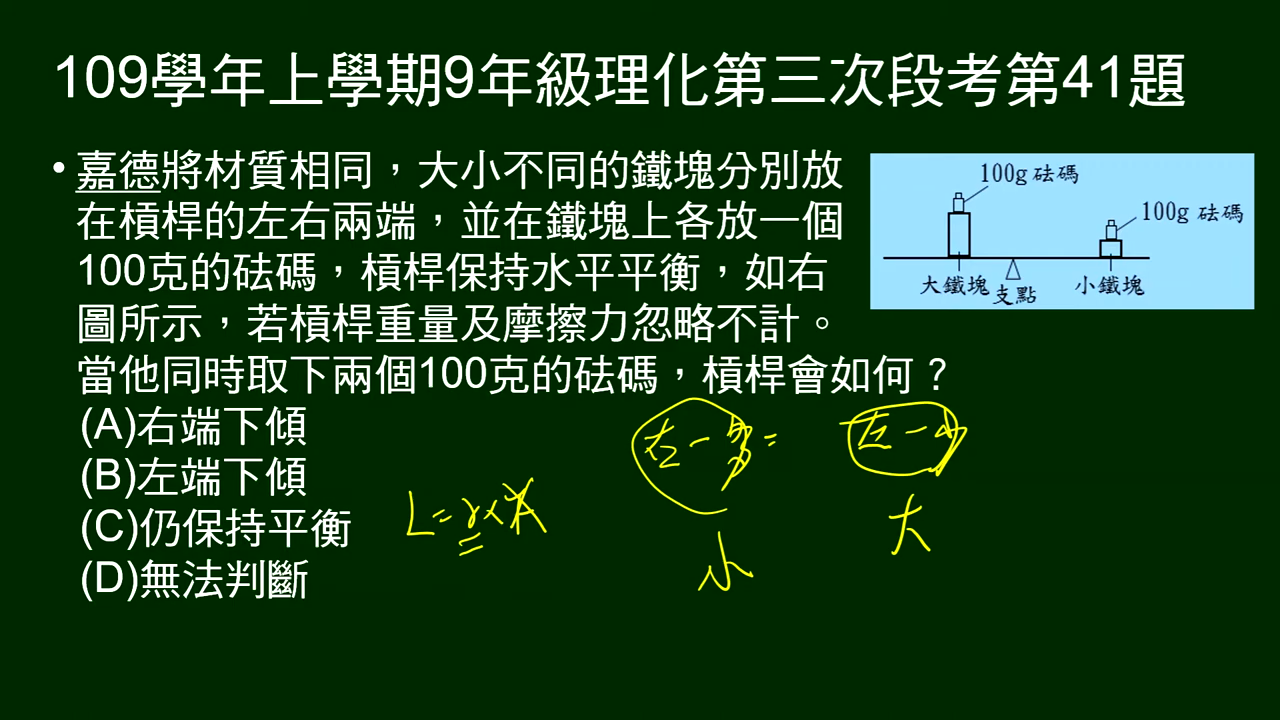 109學年上學期9年級理化第三次段考第41題
• 嘉德將材質相同，大小不同的鐵塊分別放
在槓桿的左右兩端，並在鐵塊上各放一個
100克的砝碼，槓桿保持水平平衡，如右
圖所示，若槓桿重量及摩擦力忽略不計。
當他同時取下兩個100克的砝碼，槓桿會如何？
(A)右端下傾
(B)左端下傾
(C)仍保持平衡
(D)無法判斷
100g 砝碼
100g 砝碼
大鐵塊
支點
小鐵塊
小
大